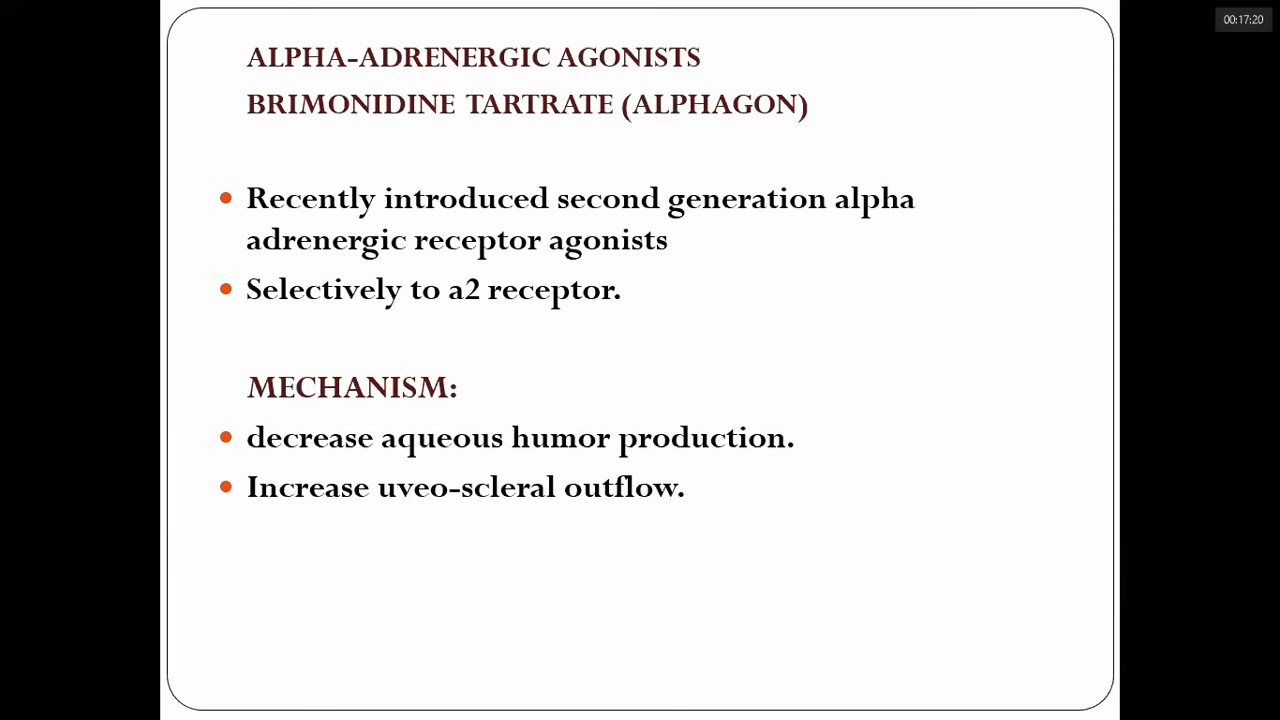 00:17:20
ALPHA-ADRENERGIC AGONISTS
BRIMONIDINE TARTRATE (ALPHAGON)
• Recently introduced second generation alpha
adrenergic receptor agonists
• Selectively to a2 receptor.
MECHANISM:
• decrease aqueous humor production.
• Increase uveo-scleral outflow.